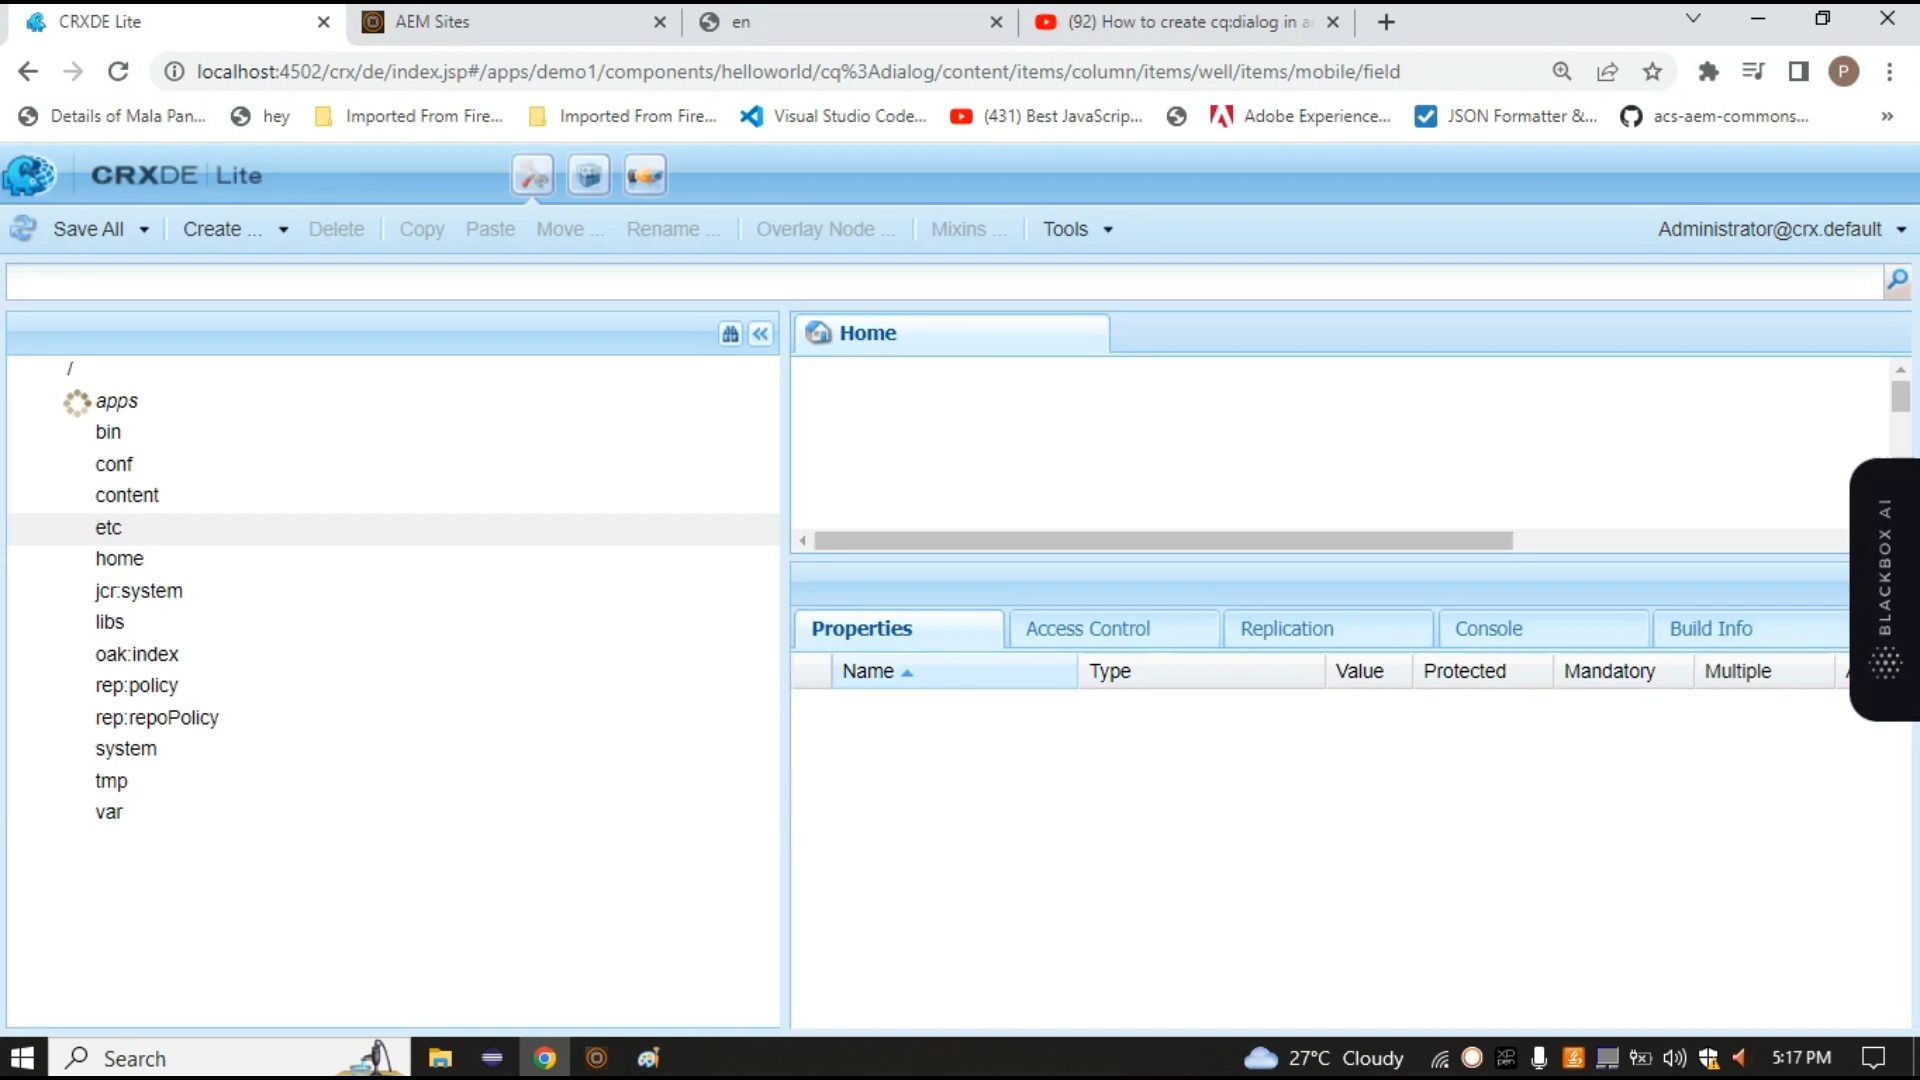 CRXDE Lite
AEM Sites
en
(92) How to create cq:dialog in a
localhost:4502/crx/de/index.jsp#/apps/demo1/components/helloworld/cq%3Adialog/content/items/column/items/well/items/mobile/field
P
Details of Mala Pan...
hey
Imported From Fire...
Imported From Fire...
Visual Studio Code...
(431) Best JavaScrip...
Adobe Experience...
JSON Formatter &...
acs-aem-commons...
»
CRXDE | Lite
Save All
Create ...
Delete
Copy
Paste
Move ...
Rename ...
Overlay Node ...
Mixins ...
Tools
Administrator@crx.default
/
apps
bin
conf
content
etc
home
jcr:system
libs
oak:index
rep:policy
rep:repoPolicy
system
tmp
var
Home
BLACKBOX AI
Properties
Access Control
Replication
Console
Build Info
Name
Type
Value
Protected
Mandatory
Multiple
Search
27°C Cloudy
5:17 PM